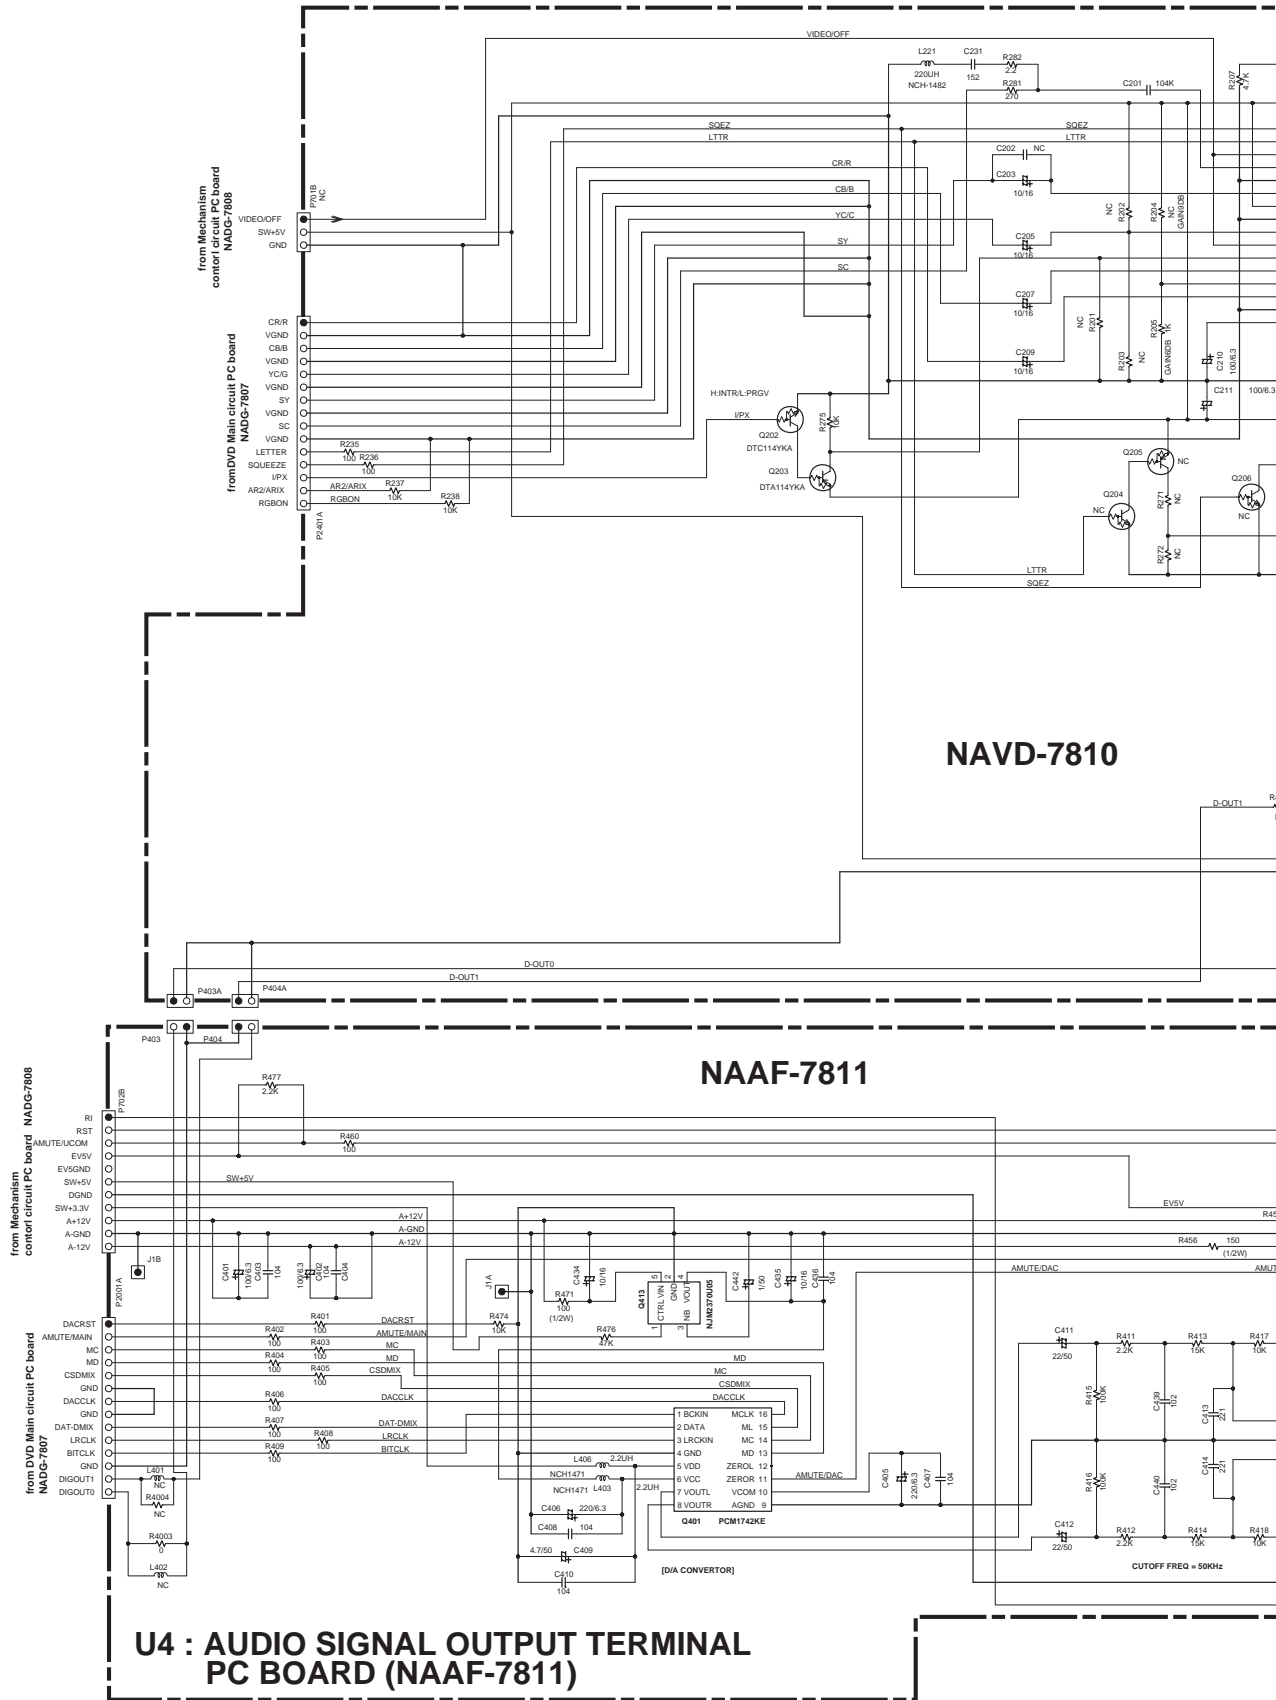 VIDEO/OFF
L221
220UH
NCH-1482
C231
152
R282
2.2
R281
270
C201
104K
R207
4.7K
SQEZ
SQEZ
LTTR
LTTR
C202
NC
CR/R
C203
10/16
CB/B
YC/C
SY
SC
C205
10/16
C207
10/16
C209
10/16
NC
R202
R204
NC
GAIN9DB
NC
R201
R203
NC
R205
1K
GAIN6DB
C210
100/6.3
C211
100/6.3
from Mechanism
contorl circuit PC board
NADG-7808
P701B
NC
VIDEO/OFF
SW+5V
GND
fromDVD Main circuit PC board
NADG-7807
CR/R
VGND
CB/B
VGND
YC/G
VGND
SY
VGND
SC
VGND
LETTER
SQUEEZE
I/PX
AR2/ARIX
RGBON
P2401A
R235
100
R236
100
AR2/ARIX
R237
10K
RGBON
R238
10K
H:INTR/L:PRGV
I/PX
Q202
DTC114YKA
R275
10K
Q203
DTA114YKA
Q205
NC
Q204
NC
R271
NC
R272
NC
Q206
NC
LTTR
SQEZ
NAVD-7810
D-OUT1
D-OUT0
D-OUT1
P403A
P404A
P403
P404
NAAF-7811
from Mechanism
contorl circuit PC board NADG-7808
P702B
RI
RST
AMUTE/UCOM
EV5V
EV5GND
SW+5V
DGND
SW+3.3V
A+12V
A-GND
A-12V
R477
2.2K
R460
100
SW+5V
EV5V
A+12V
A-GND
A-12V
R456
150
(1/2W)
AMUTE/DAC
J1B
C401
100/6.3
C403
104
100/6.3
C402
104
C404
J1A
C434
10/16
R471
100
(1/2W)
Q413
5 2 4
CTRL VIN
GND
NB VOUT
1 3
NJM2370U05
C442
1/50
C435
10/16
C436
104
P2001A
from DVD Main circuit PC board
NADG-7807
DACRST
AMUTE/MAIN
MC
MD
CSDMIX
GND
DACCLK
GND
DAT-DMIX
LRCLK
BITCLK
GND
DIGOUT1
DIGOUT0
R401
100
R402
100
R403
100
R404
100
R405
100
R406
100
R407
100
R408
100
R409
100
DACRST
AMUTE/MAIN
MC
MD
CSDMIX
DACCLK
DAT-DMIX
LRCLK
BITCLK
R474
10K
R476
47K
MD
MC
CSDMIX
DACCLK
1 BCKIN MCLK 16
2 DATA ML 15
3 LRCKIN MC 14
4 GND MD 13
5 VDD ZEROL 12
6 VCC ZEROR 11
7 VOUTL VCOM 10
8 VOUTR AGND 9
Q401 PCM1742KE
[D/A CONVERTOR]
AMUTE/DAC
L406 2.2UH
NCH1471
NCH1471 L403
2.2UH
C406 220/6.3
C408 104
4.7/50 C409
C410
104
C405
220/6.3
C407
104
L401
NC
R4004
NC
R4003
0
L402
NC
C411
22/50
R411
2.2K
R413
15K
R417
10K
R415
100K
C439
102
C413
221
C414
221
R416
100K
C440
102
C412
22/50
R412
2.2K
R414
15K
R418
10K
CUTOFF FREQ = 50KHz
U4 : AUDIO SIGNAL OUTPUT TERMINAL
PC BOARD (NAAF-7811)